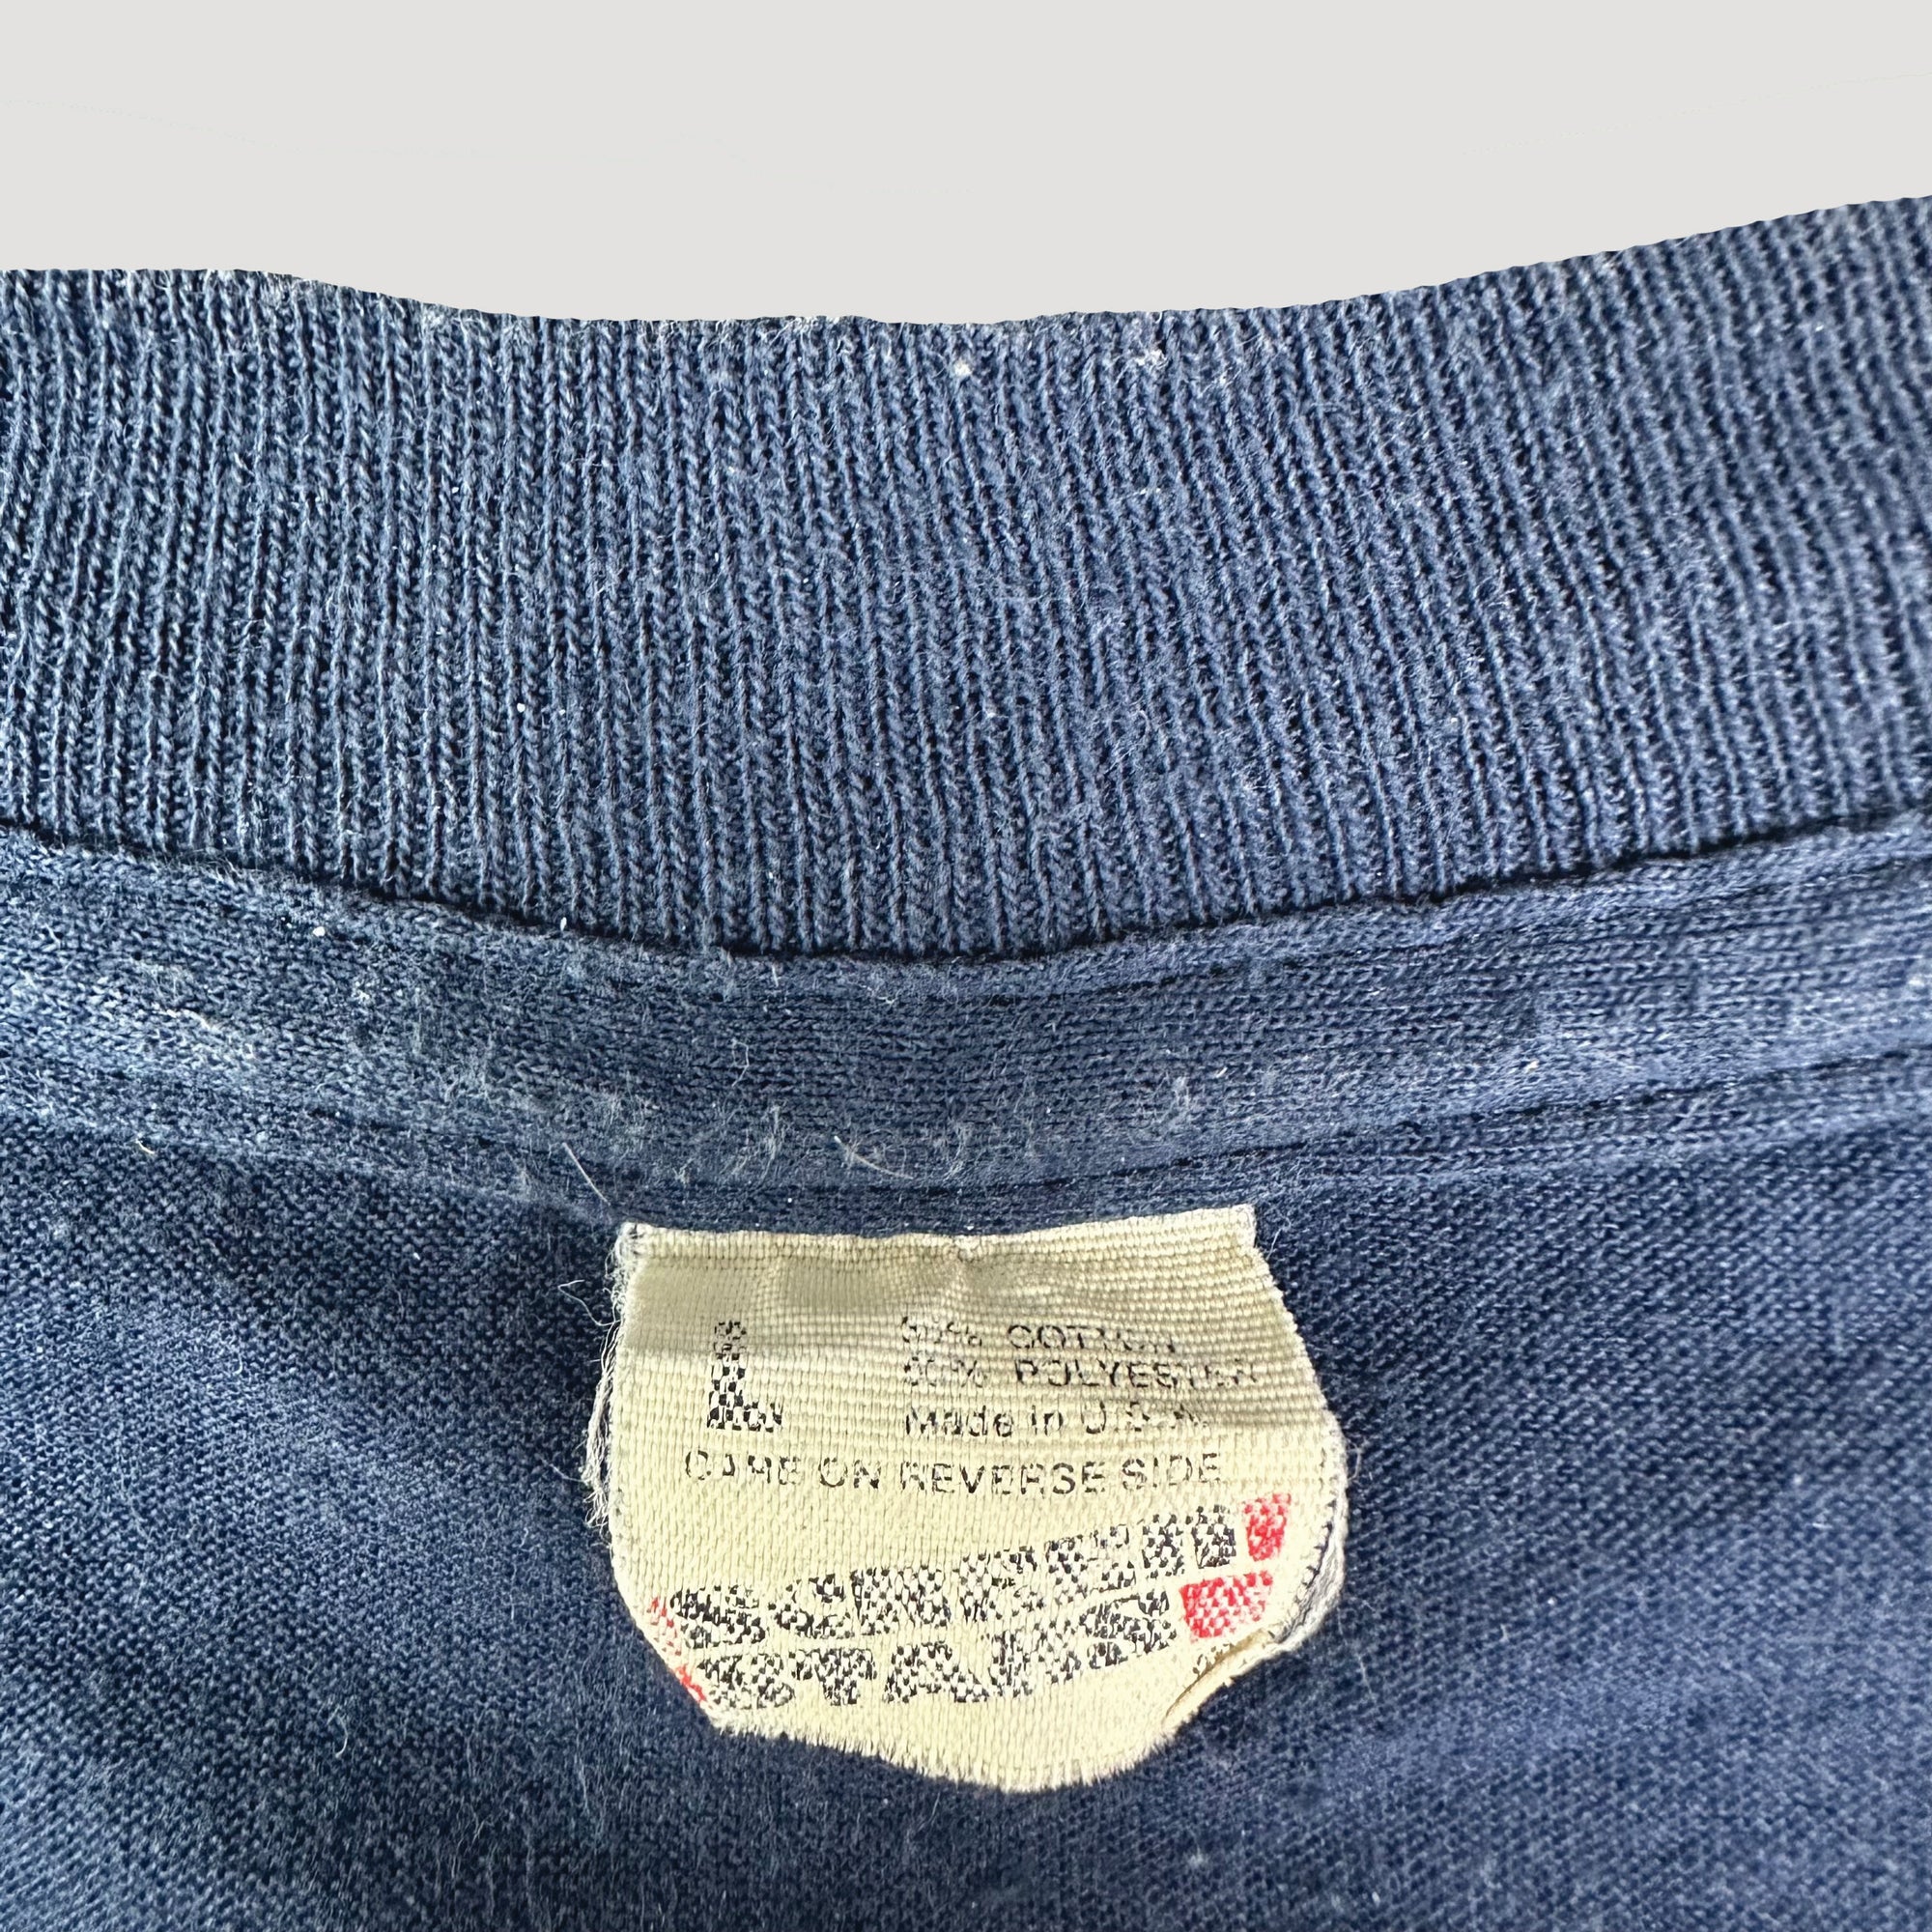 L
50% COTTON
50% POLYESTER
Made in U.S.A.
CARE ON REVERSE SIDE
SCREEN
STARS